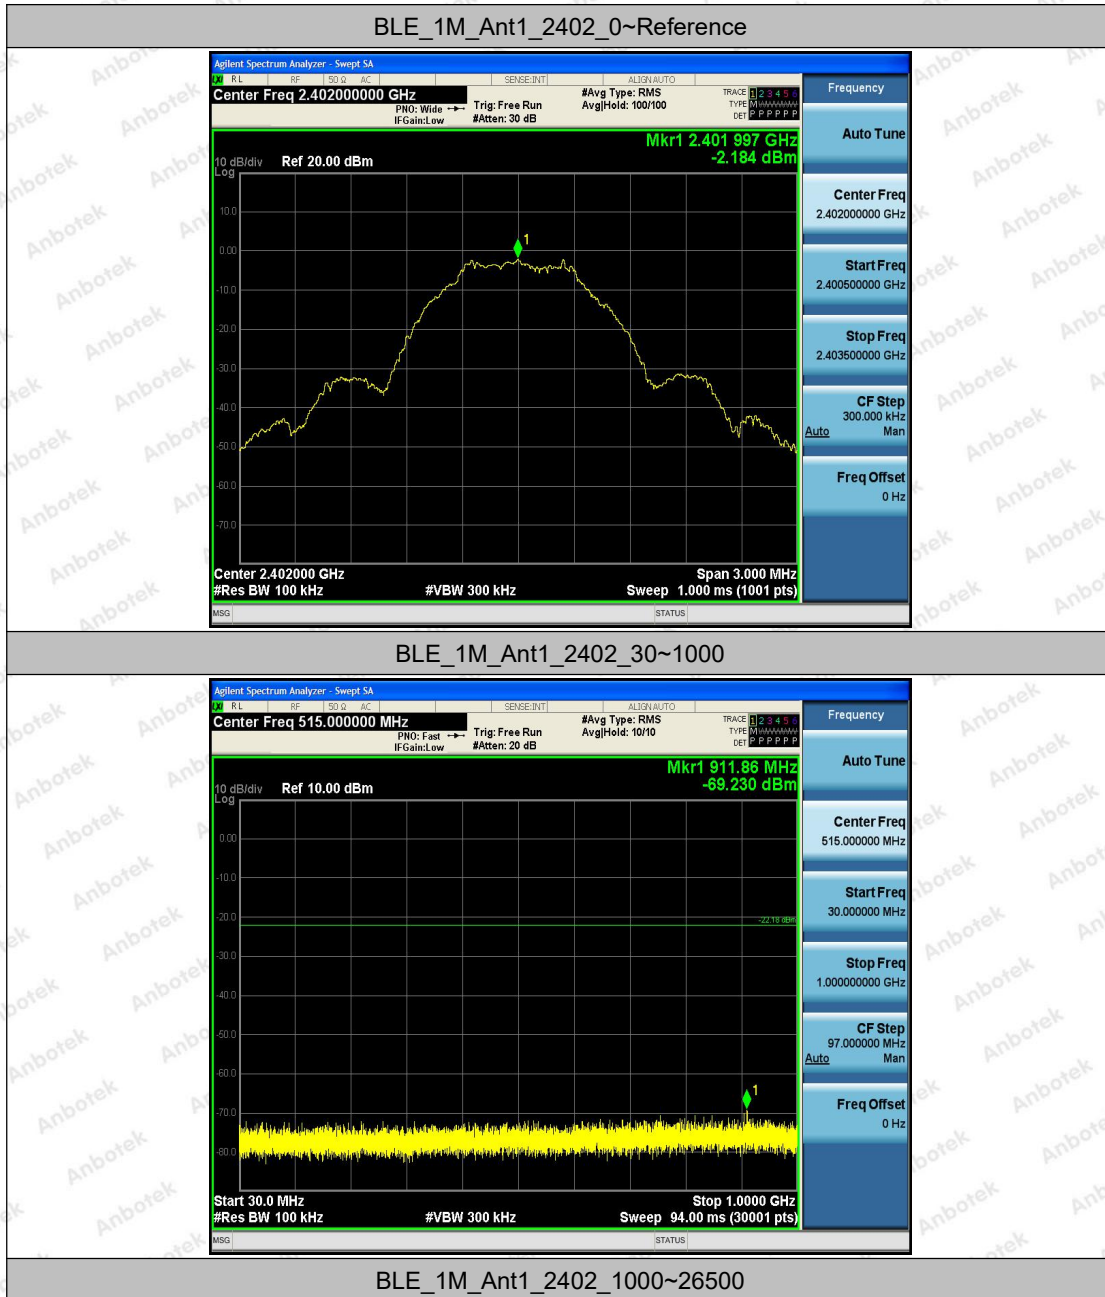 BLE_1M_Ant1_2402_0~Reference
Agilent Spectrum Analyzer - Swept SA
LXI RL RF 50 Ω AC SENSE:INT ALIGN AUTO
Center Freq 2.402000000 GHz
PNO: Wide
IFGain:Low
Trig: Free Run
#Atten: 30 dB
#Avg Type: RMS
Avg|Hold: 100/100
TRACE 1 2 3 4 5 6
TYPE M WWWWW
DET P P P P P P
Mkr1 2.401 997 GHz
-2.184 dBm
10 dB/div Ref 20.00 dBm
Log
10.0
0.00
-10.0
-20.0
-30.0
-40.0
-50.0
-60.0
-70.0
1
Center 2.402000 GHz
Span 3.000 MHz
#Res BW 100 kHz
#VBW 300 kHz
Sweep 1.000 ms (1001 pts)
MSG
STATUS
Frequency
Auto Tune
Center Freq
2.402000000 GHz
Start Freq
2.400500000 GHz
Stop Freq
2.403500000 GHz
CF Step
300.000 kHz
Auto Man
Freq Offset
0 Hz
BLE_1M_Ant1_2402_30~1000
Agilent Spectrum Analyzer - Swept SA
LXI RL RF 50 Ω AC SENSE:INT ALIGN AUTO
Center Freq 515.000000 MHz
PNO: Fast
IFGain:Low
Trig: Free Run
#Atten: 20 dB
#Avg Type: RMS
Avg|Hold: 10/10
TRACE 1 2 3 4 5 6
TYPE M WWWWW
DET P P P P P P
Mkr1 911.86 MHz
-69.230 dBm
10 dB/div Ref 10.00 dBm
Log
0.00
-10.0
-20.0
-30.0
-40.0
-50.0
-60.0
-70.0
-80.0
-22.18 dBm
1
Start 30.0 MHz
Stop 1.0000 GHz
#Res BW 100 kHz
#VBW 300 kHz
Sweep 94.00 ms (30001 pts)
MSG
STATUS
Frequency
Auto Tune
Center Freq
515.000000 MHz
Start Freq
30.000000 MHz
Stop Freq
1.000000000 GHz
CF Step
97.000000 MHz
Auto Man
Freq Offset
0 Hz
BLE_1M_Ant1_2402_1000~26500
Anbotek